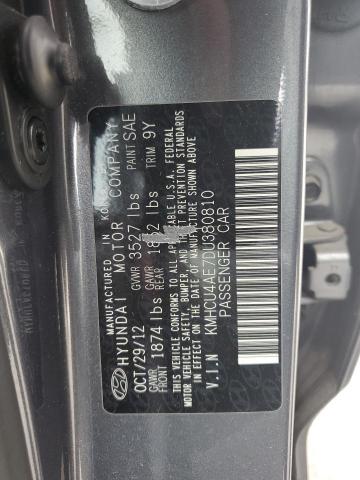 MANUFACTURED IN KO
HYUNDAI MOTOR COMPANY
OCT/29/12 GVWR 3527 lbs PAINT SAE
GAWR FRONT 1874 lbs GAWR REAR lbs TRIM 9Y
THIS VEHICLE CONFORMS TO ALL APPLICABLE U.S.A. FEDERAL
MOTOR VEHICLE SAFETY, BUMPER, AND THEFT PREVENTION STANDARDS
IN EFFECT ON THE DATE OF MANUFACTURE SHOWN ABOVE.
V.I.N KMHCU4AE7DU380810
PASSENGER CAR